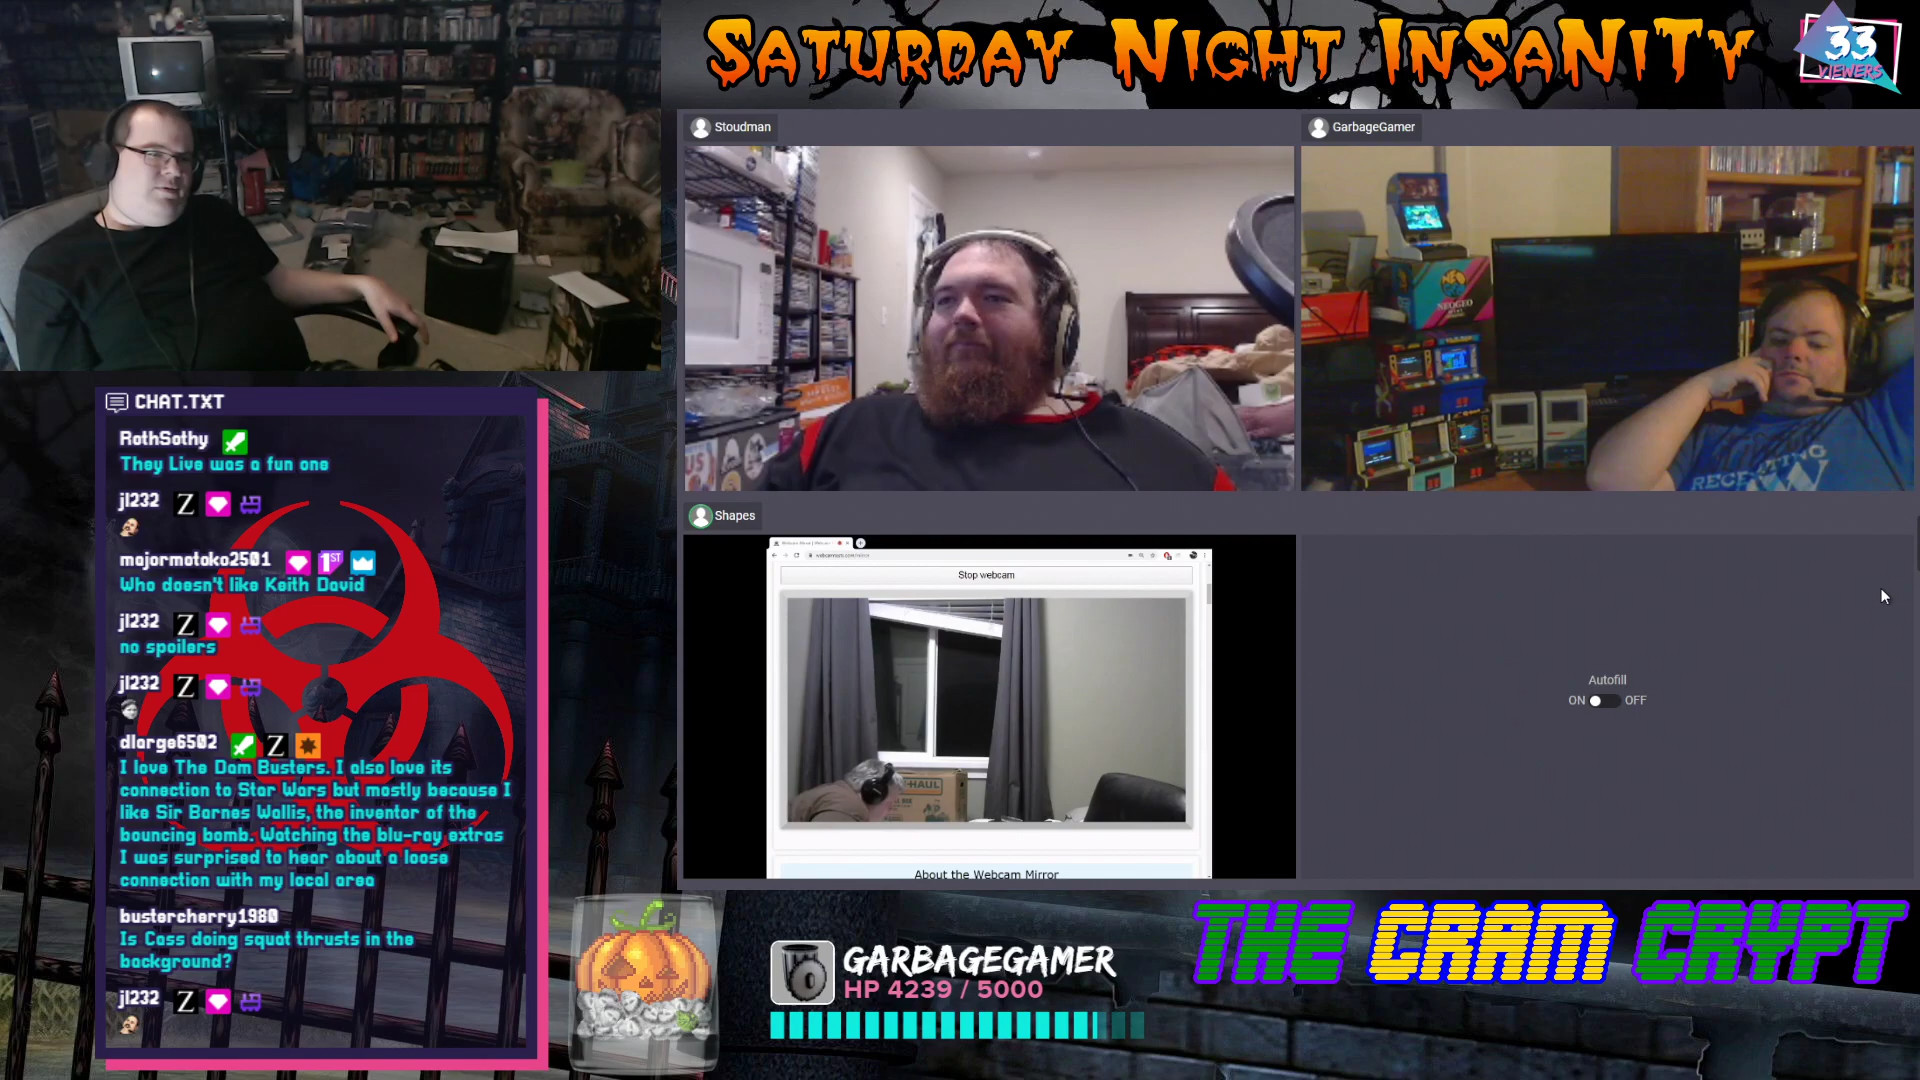 SATURDAY NIGHT INSANITY
33
VIEWERS
Stoudman
GarbageGamer
NEOGEO
RECRUITING
W
CHAT.TXT
RothSothy
They Live was a fun one
jl232 Z
majormotoko2501 1ST
Who doesn't like Keith David
jl232 Z
no spoilers
jl232 Z
dlarge6502 Z
I love The Dam Busters. I also love its
connection to Star Wars but mostly because I
like Sir Barnes Wallis, the inventor of the
bouncing bomb. Watching the blu-ray extras
I was surprised to hear about a loose
connection with my local area
bustercherry1980
Is Cass doing squat thrusts in the
background?
jl232 Z
Shapes
Stop webcam
U-HAUL
About the Webcam Mirror
Autofill
ON OFF
GARBAGEGAMER
HP 4239 / 5000
THE CRAM CRYPT